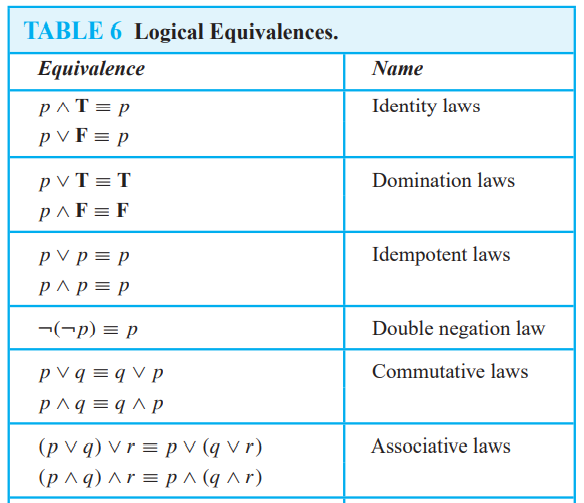 TABLE 6 Logical Equivalences.
Equivalence Name
p ∧ T ≡ p Identity laws
p ∨ F ≡ p
p ∨ T ≡ T Domination laws
p ∧ F ≡ F
p ∨ p ≡ p Idempotent laws
p ∧ p ≡ p
¬(¬p) ≡ p Double negation law
p ∨ q ≡ q ∨ p Commutative laws
p ∧ q ≡ q ∧ p
(p ∨ q) ∨ r ≡ p ∨ (q ∨ r) Associative laws
(p ∧ q) ∧ r ≡ p ∧ (q ∧ r)